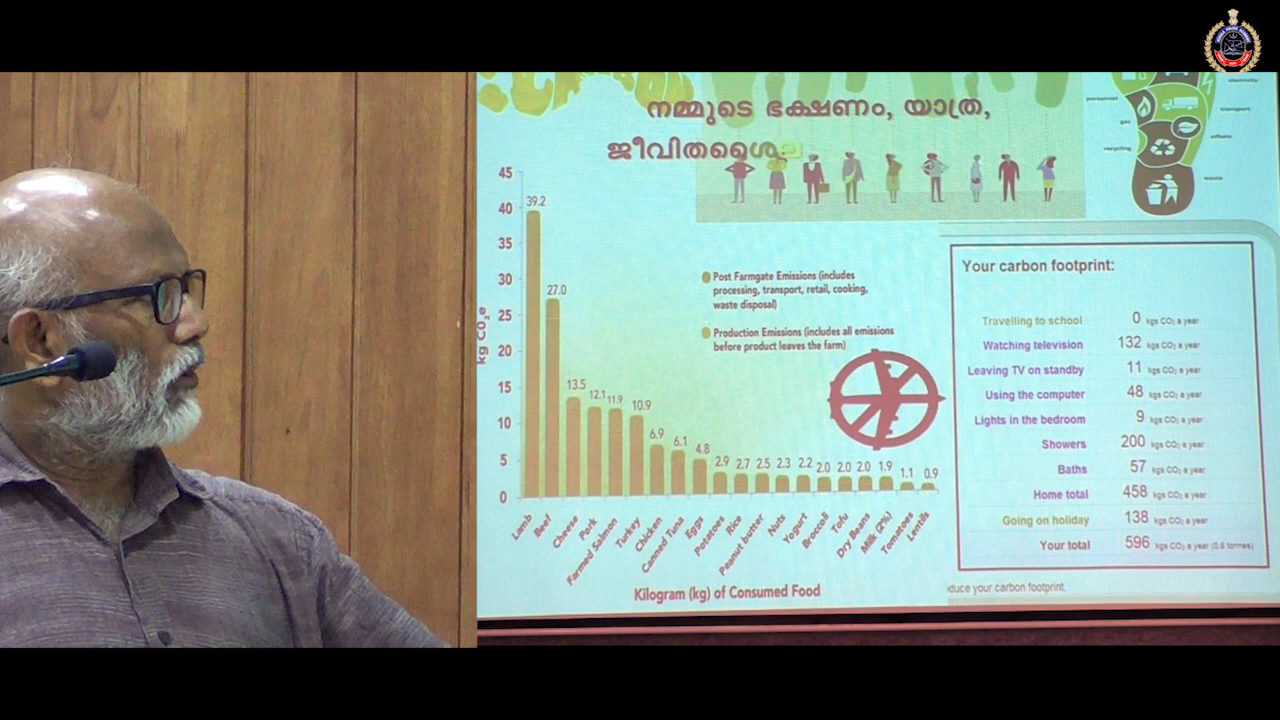 നമ്മുടെ ഭക്ഷണം, യാത്ര,
ജീവിതശൈല
45
40
35
30
25
20
15
10
5
0
kg CO₂e
39.2
27.0
13.5
12.1
11.9
10.9
6.9
6.1
4.8
2.9
2.7
2.5
2.3
2.2
2.0
2.0
2.0
1.9
1.1
0.9
Lamb
Beef
Cheese
Pork
Farmed Salmon
Turkey
Chicken
Canned Tuna
Eggs
Potatoes
Rice
Peanut butter
Nuts
Yogurt
Broccoli
Tofu
Dry Beans
Milk (2%)
Tomatoes
Lentils
Kilogram (kg) of Consumed Food
Post Farmgate Emissions (includes
processing, transport, retail, cooking,
waste disposal)
Production Emissions (includes all emissions
before product leaves the farm)
electricity
personnel
transport
gas
recycling
waste
Your carbon footprint:
Travelling to school 0 kgs CO₂ a year
Watching television 132 kgs CO₂ a year
Leaving TV on standby 11 kgs CO₂ a year
Using the computer 48 kgs CO₂ a year
Lights in the bedroom 9 kgs CO₂ a year
Showers 200 kgs CO₂ a year
Baths 57 kgs CO₂ a year
Home total 458 kgs CO₂ a year
Going on holiday 138 kgs CO₂ a year
Your total 596 kgs CO₂ a year (0.6 tonnes)
duce your carbon footprint.